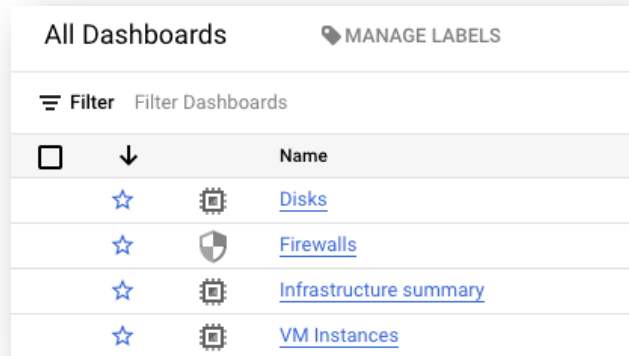 All Dashboards MANAGE LABELS
Filter Filter Dashboards
Name
Disks
Firewalls
Infrastructure summary
VM Instances